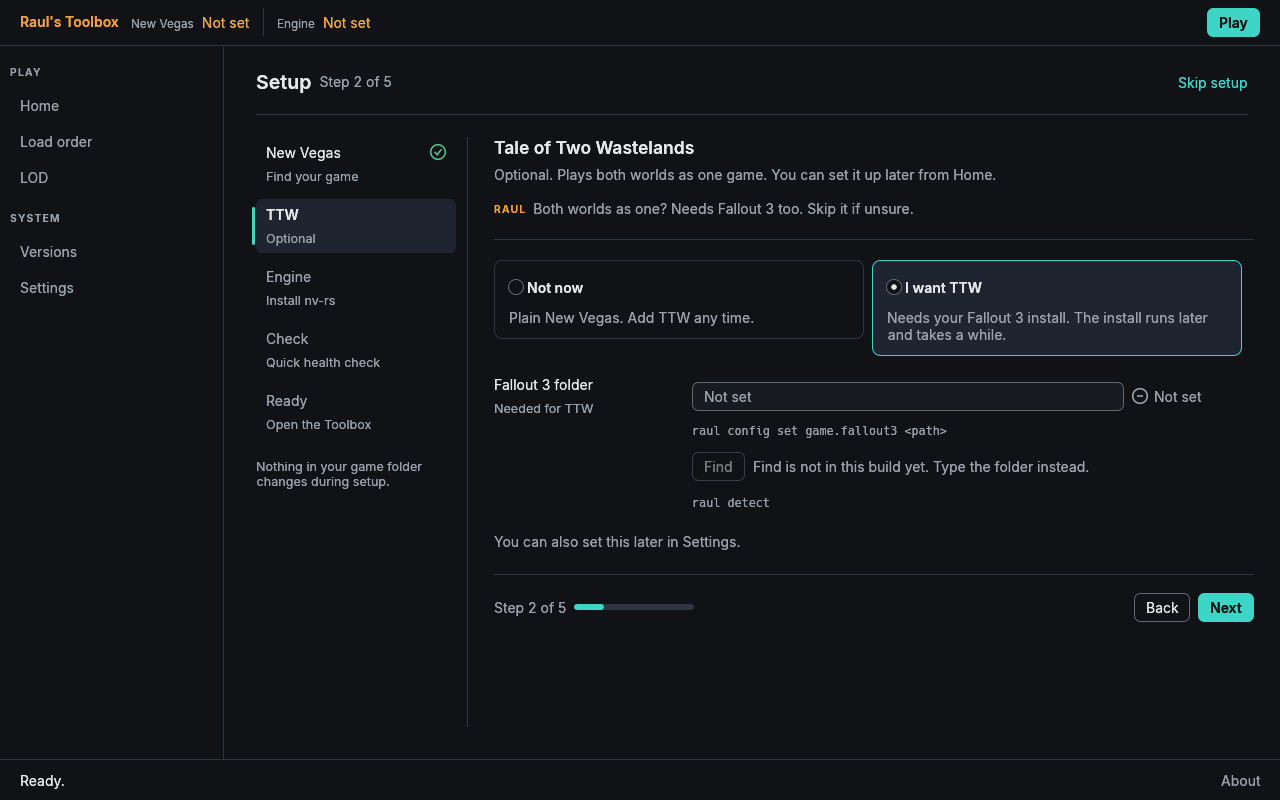 Raul's Toolbox New Vegas Not set Engine Not set Play
PLAY
Home
Load order
LOD
SYSTEM
Versions
Settings
Setup Step 2 of 5 Skip setup
New Vegas
Find your game
TTW
Optional
Engine
Install nv-rs
Check
Quick health check
Ready
Open the Toolbox
Nothing in your game folder
changes during setup.
Tale of Two Wastelands
Optional. Plays both worlds as one game. You can set it up later from Home.
RAUL Both worlds as one? Needs Fallout 3 too. Skip it if unsure.
Not now
Plain New Vegas. Add TTW any time.
I want TTW
Needs your Fallout 3 install. The install runs later
and takes a while.
Fallout 3 folder
Needed for TTW
Not set Not set
raul config set game.fallout3 <path>
Find Find is not in this build yet. Type the folder instead.
raul detect
You can also set this later in Settings.
Step 2 of 5 Back Next
Ready. About